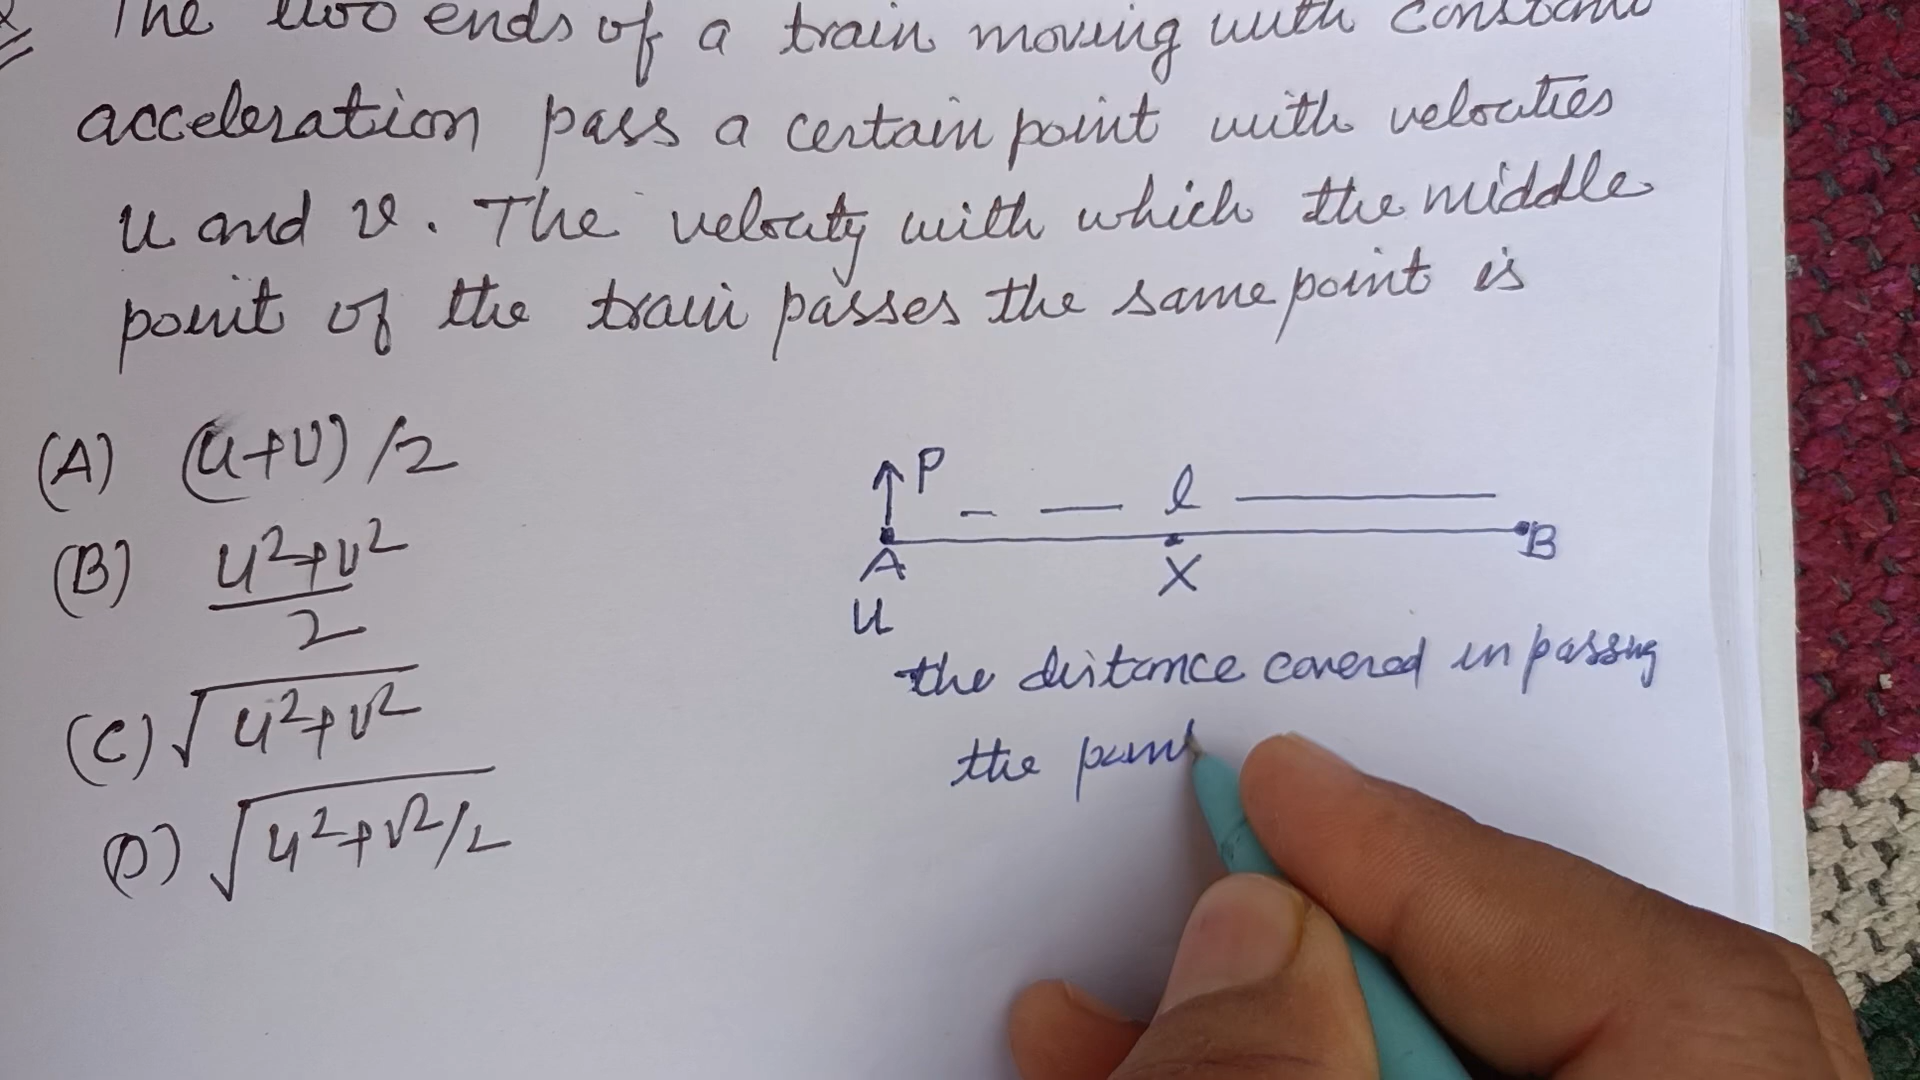 The two ends of a train moving with constant
acceleration pass a certain point with velocities
u and v. The velocity with which the middle
point of the train passes the same point is
(A) (u+v)/2
(B) u²+v²
2
(C) √u²+v²
(D) √u²+v²/2
P
l
A
X
B
u
the distance covered in passing
the point